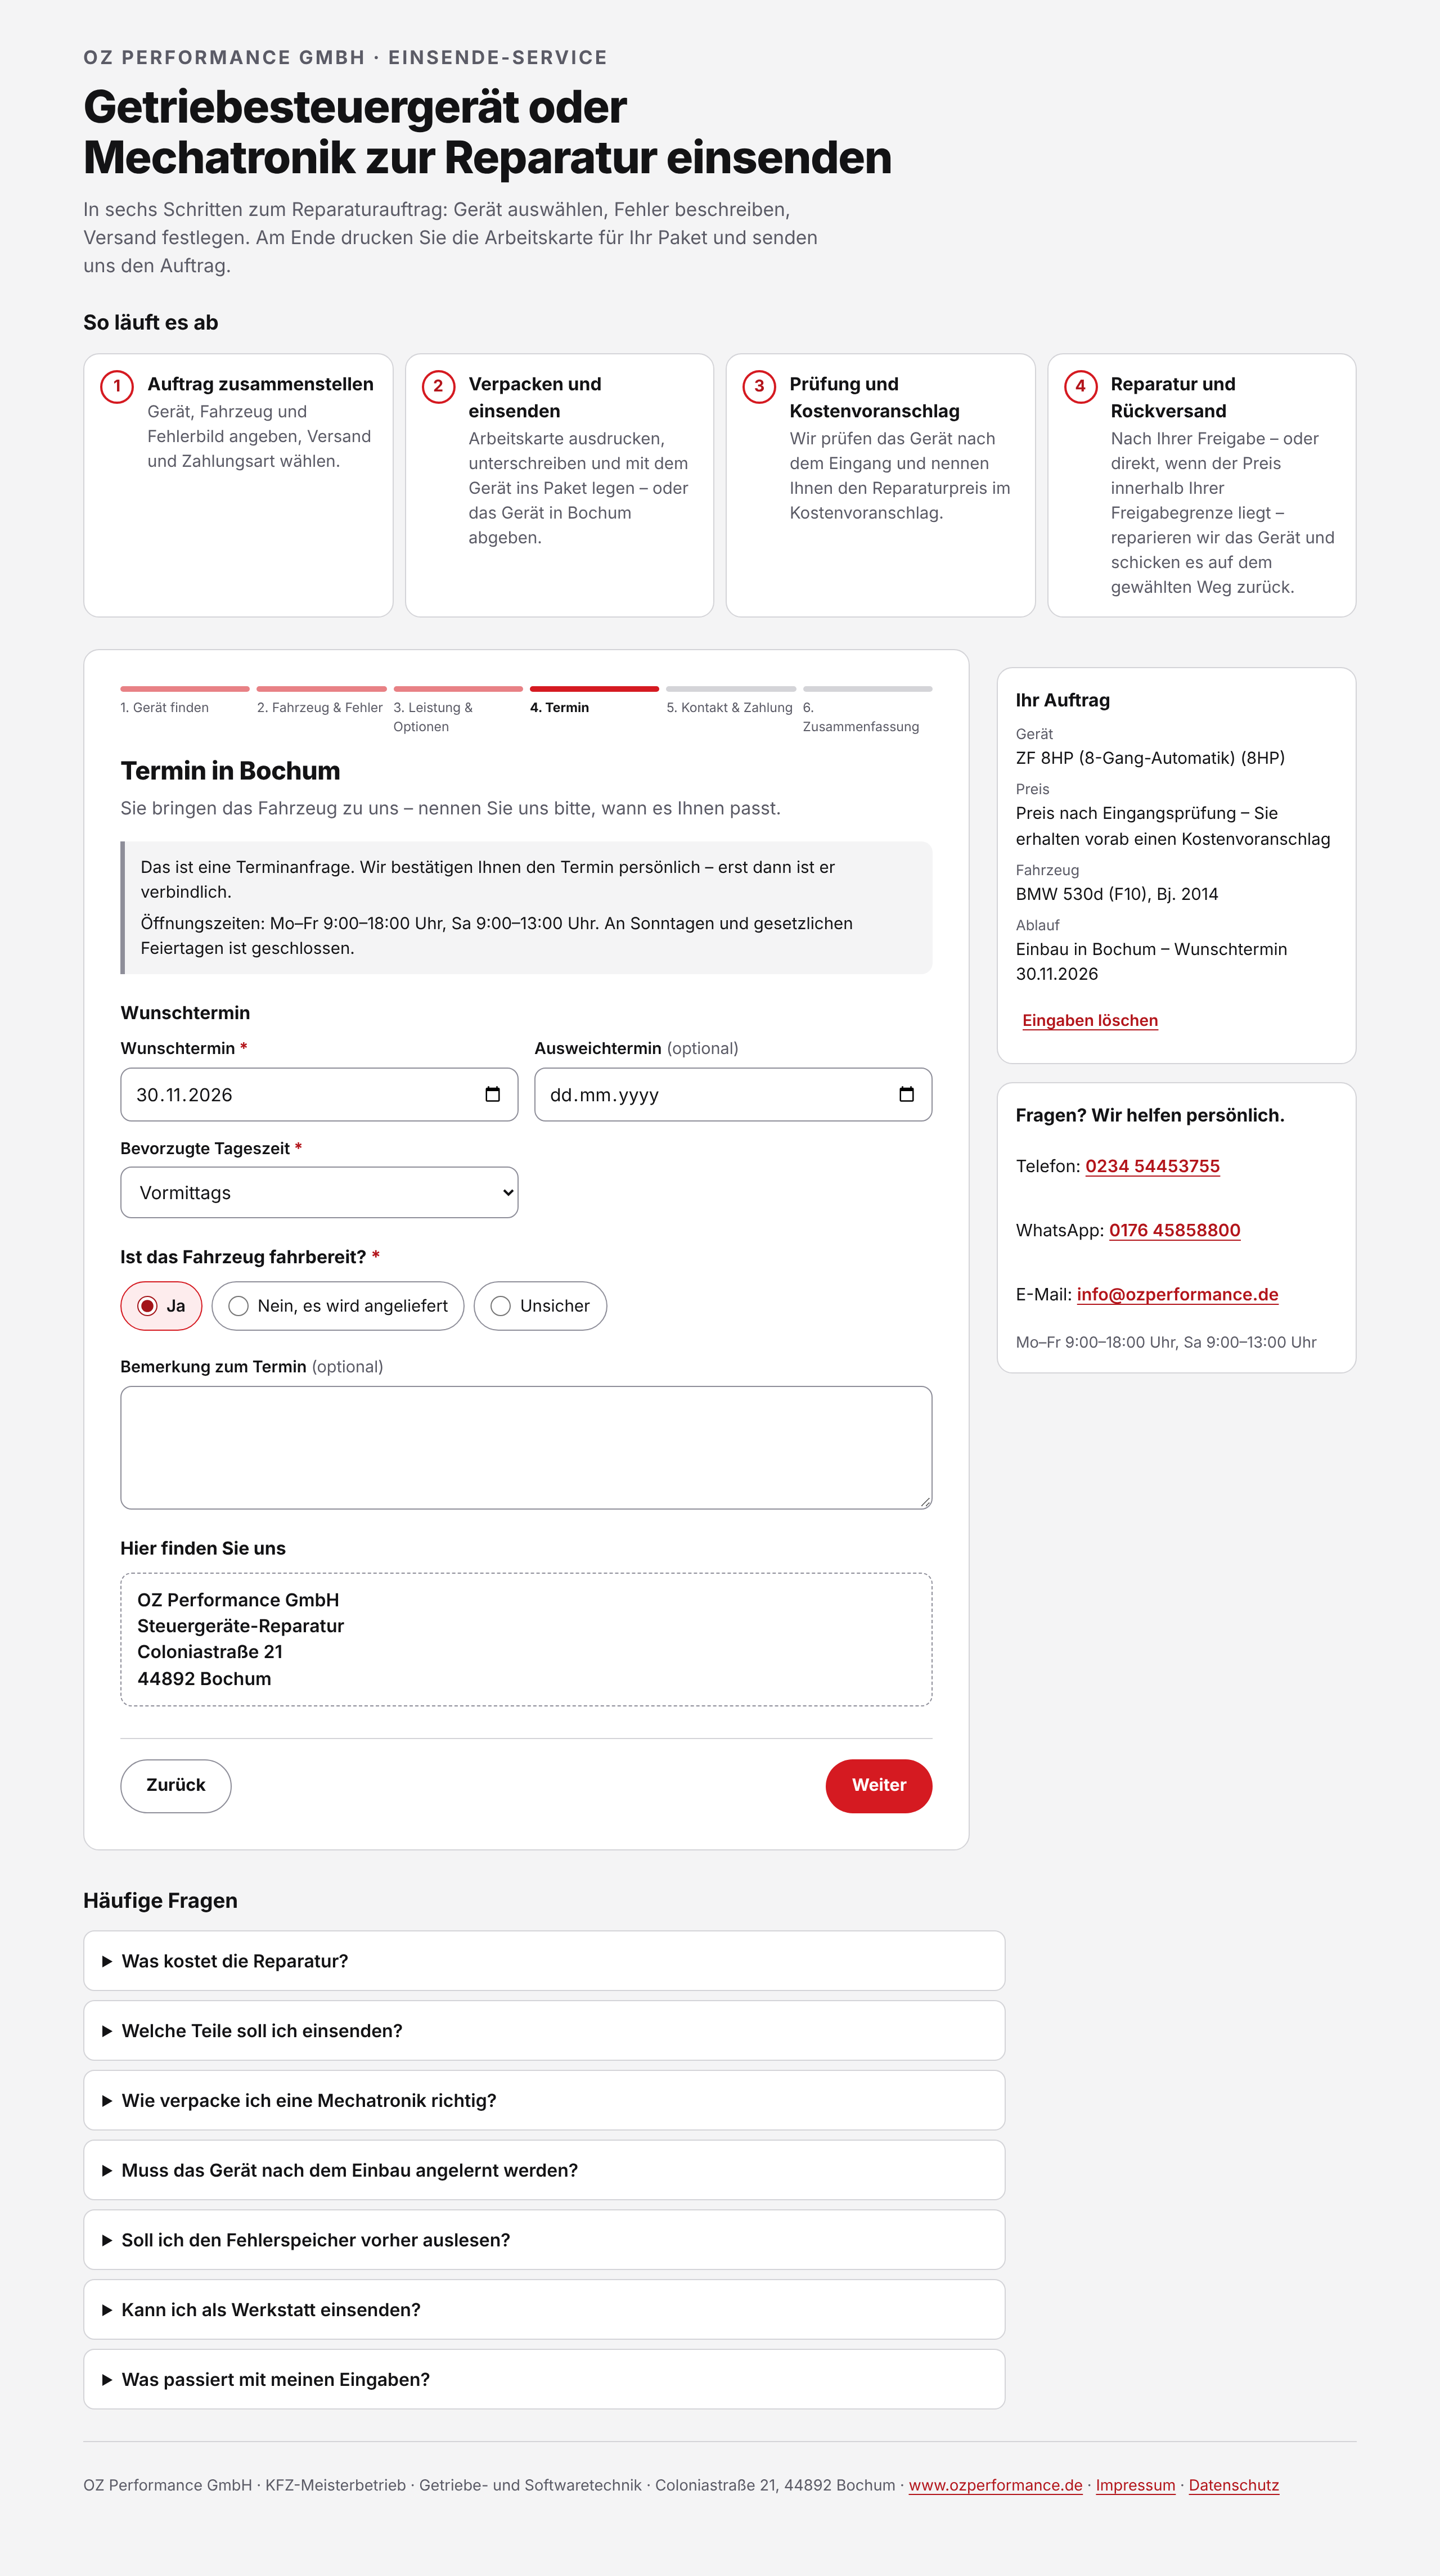 OZ PERFORMANCE GMBH · EINSENDE-SERVICE
Getriebesteuergerät oder
Mechatronik zur Reparatur einsenden
In sechs Schritten zum Reparaturauftrag: Gerät auswählen, Fehler beschreiben,
Versand festlegen. Am Ende drucken Sie die Arbeitskarte für Ihr Paket und senden
uns den Auftrag.
So läuft es ab
1
Auftrag zusammenstellen
Gerät, Fahrzeug und
Fehlerbild angeben, Versand
und Zahlungsart wählen.
2
Verpacken und
einsenden
Arbeitskarte ausdrucken,
unterschreiben und mit dem
Gerät ins Paket legen – oder
das Gerät in Bochum
abgeben.
3
Prüfung und
Kostenvoranschlag
Wir prüfen das Gerät nach
dem Eingang und nennen
Ihnen den Reparaturpreis im
Kostenvoranschlag.
4
Reparatur und
Rückversand
Nach Ihrer Freigabe – oder
direkt, wenn der Preis
innerhalb Ihrer
Freigabegrenze liegt –
reparieren wir das Gerät und
schicken es auf dem
gewählten Weg zurück.
1. Gerät finden
2. Fahrzeug & Fehler
3. Leistung &
Optionen
4. Termin
5. Kontakt & Zahlung
6.
Zusammenfassung
Termin in Bochum
Sie bringen das Fahrzeug zu uns – nennen Sie uns bitte, wann es Ihnen passt.
Das ist eine Terminanfrage. Wir bestätigen Ihnen den Termin persönlich – erst dann ist er
verbindlich.
Öffnungszeiten: Mo–Fr 9:00–18:00 Uhr, Sa 9:00–13:00 Uhr. An Sonntagen und gesetzlichen
Feiertagen ist geschlossen.
Wunschtermin
Wunschtermin *
30.11.2026
Ausweichtermin (optional)
dd.mm.yyyy
Bevorzugte Tageszeit *
Vormittags
Ist das Fahrzeug fahrbereit? *
Ja
Nein, es wird angeliefert
Unsicher
Bemerkung zum Termin (optional)
Hier finden Sie uns
OZ Performance GmbH
Steuergeräte-Reparatur
Coloniastraße 21
44892 Bochum
Zurück
Weiter
Ihr Auftrag
Gerät
ZF 8HP (8-Gang-Automatik) (8HP)
Preis
Preis nach Eingangsprüfung – Sie
erhalten vorab einen Kostenvoranschlag
Fahrzeug
BMW 530d (F10), Bj. 2014
Ablauf
Einbau in Bochum – Wunschtermin
30.11.2026
Eingaben löschen
Fragen? Wir helfen persönlich.
Telefon: 0234 54453755
WhatsApp: 0176 45858800
E-Mail: info@ozperformance.de
Mo–Fr 9:00–18:00 Uhr, Sa 9:00–13:00 Uhr
Häufige Fragen
Was kostet die Reparatur?
Welche Teile soll ich einsenden?
Wie verpacke ich eine Mechatronik richtig?
Muss das Gerät nach dem Einbau angelernt werden?
Soll ich den Fehlerspeicher vorher auslesen?
Kann ich als Werkstatt einsenden?
Was passiert mit meinen Eingaben?
OZ Performance GmbH · KFZ-Meisterbetrieb · Getriebe- und Softwaretechnik · Coloniastraße 21, 44892 Bochum · www.ozperformance.de · Impressum · Datenschutz